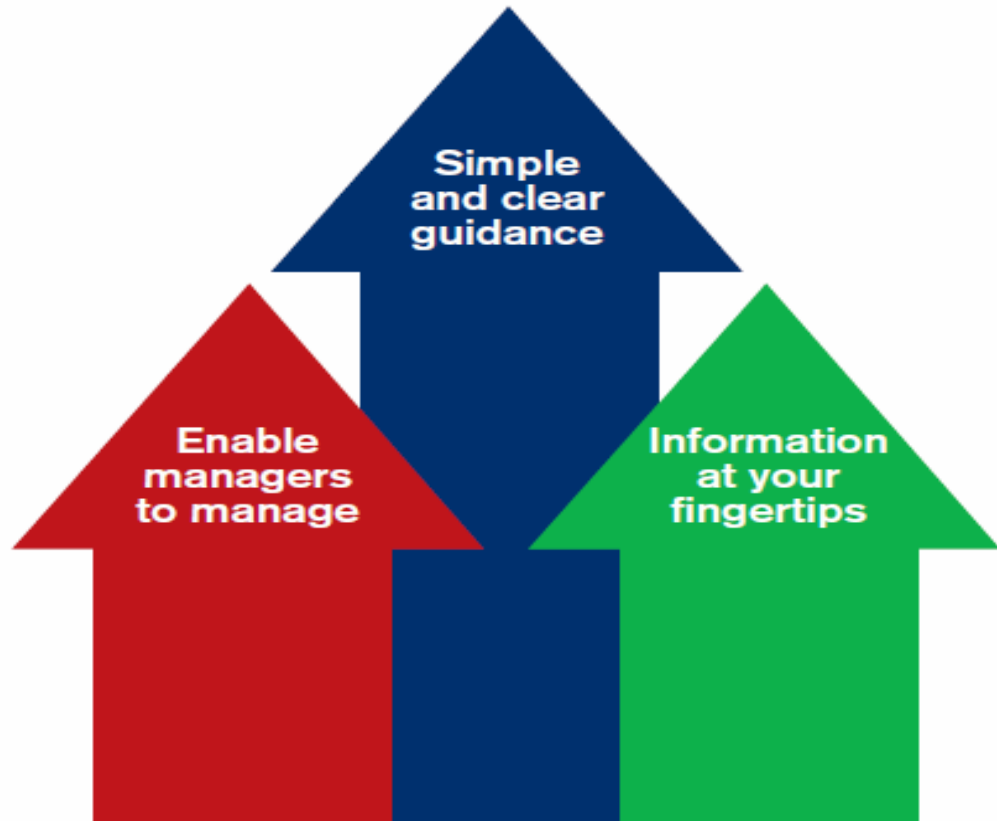 Simple
and clear
guidance
Enable
managers
to manage
Information
at your
fingertips